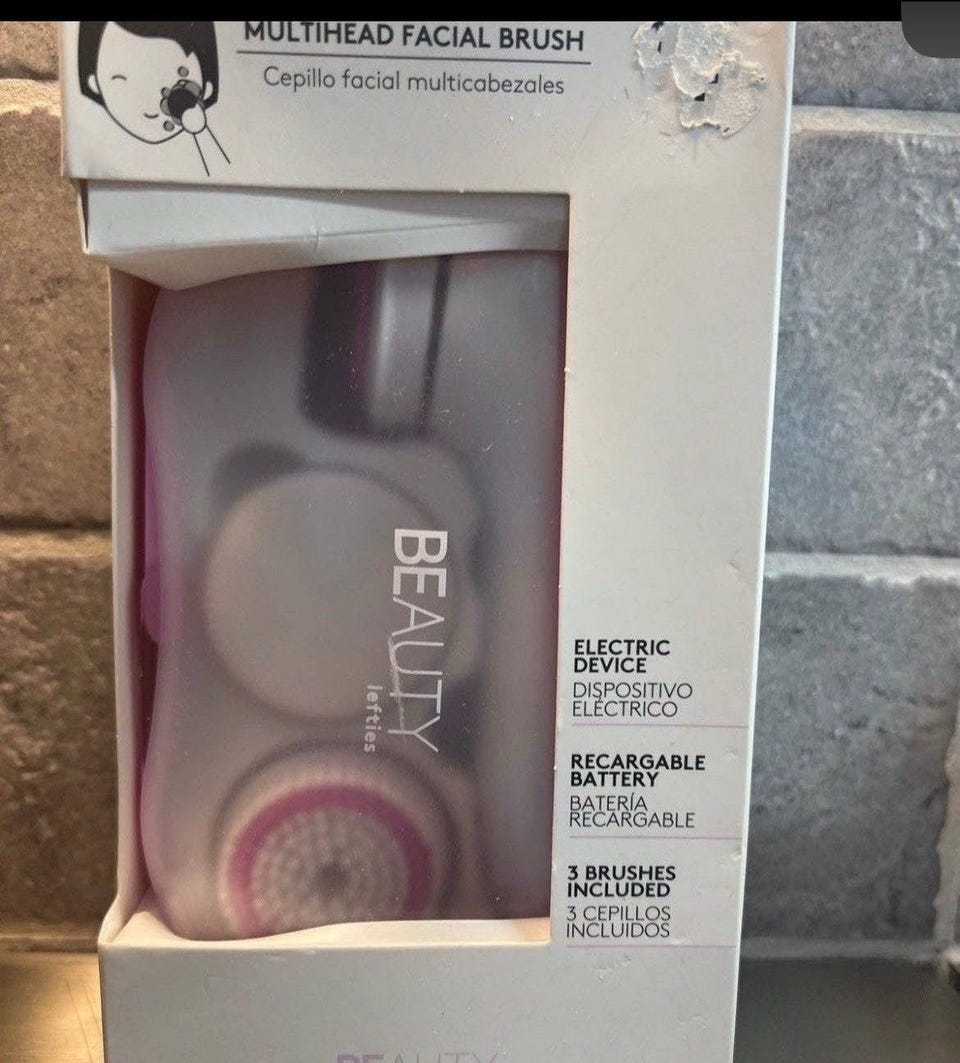 MULTIHEAD FACIAL BRUSH
Cepillo facial multicabezales
BEAUTY
lefties
ELECTRIC
DEVICE
DISPOSITIVO
ELÉCTRICO
RECARGABLE
BATTERY
BATERÍA
RECARGABLE
3 BRUSHES
INCLUDED
3 CEPILLOS
INCLUIDOS
BEAUTY